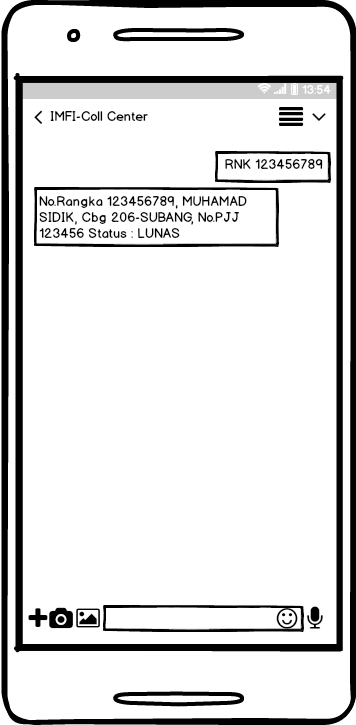 13:54
IMFI-Coll Center
RNK 123456789
No.Rangka 123456789, MUHAMAD
SIDIK, Cbg 206-SUBANG, No.PJJ
123456 Status : LUNAS